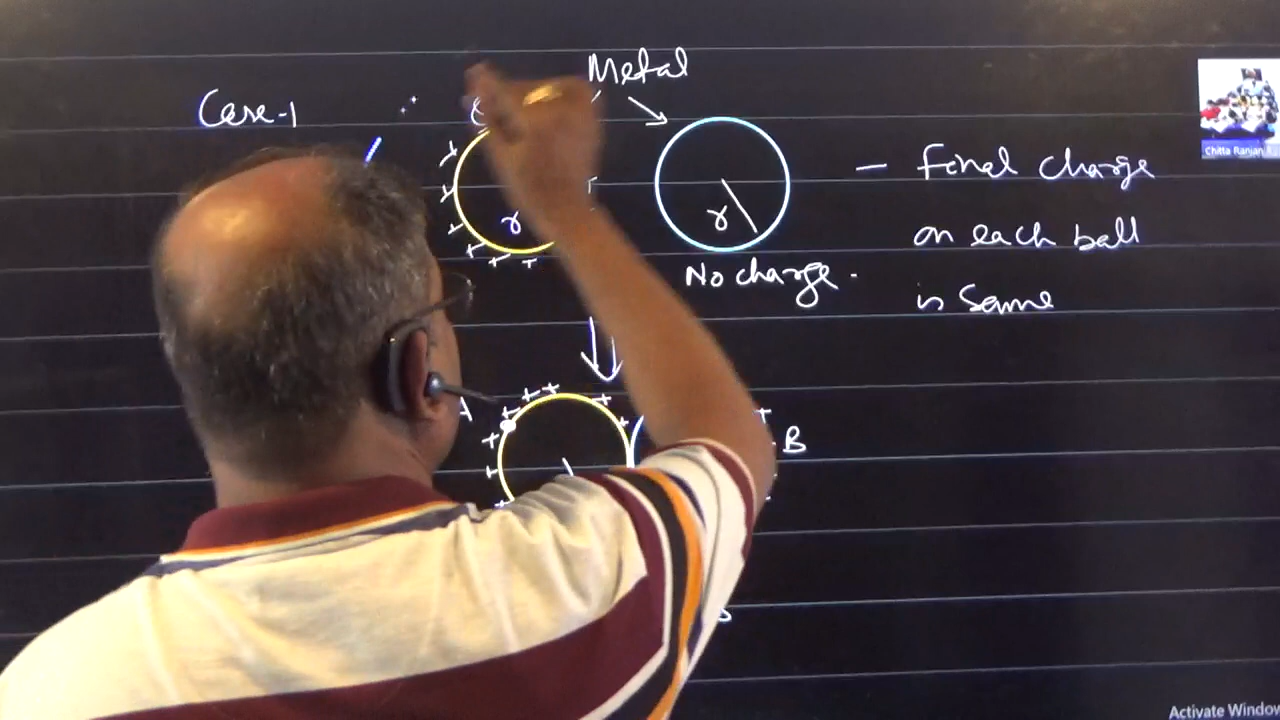 Metal
Case-1
r
r
No charge.
— Final charge
on each ball
is same
A
B
Chitta Ranjan
Activate Window